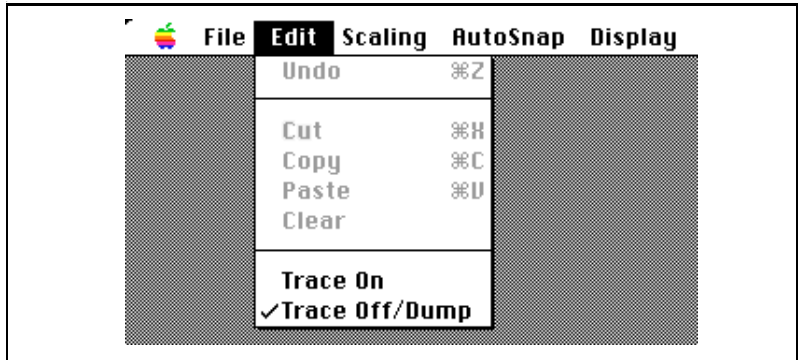 File Edit Scaling AutoSnap Display
Undo ⌘Z
Cut ⌘X
Copy ⌘C
Paste ⌘V
Clear
Trace On
✓Trace Off/Dump